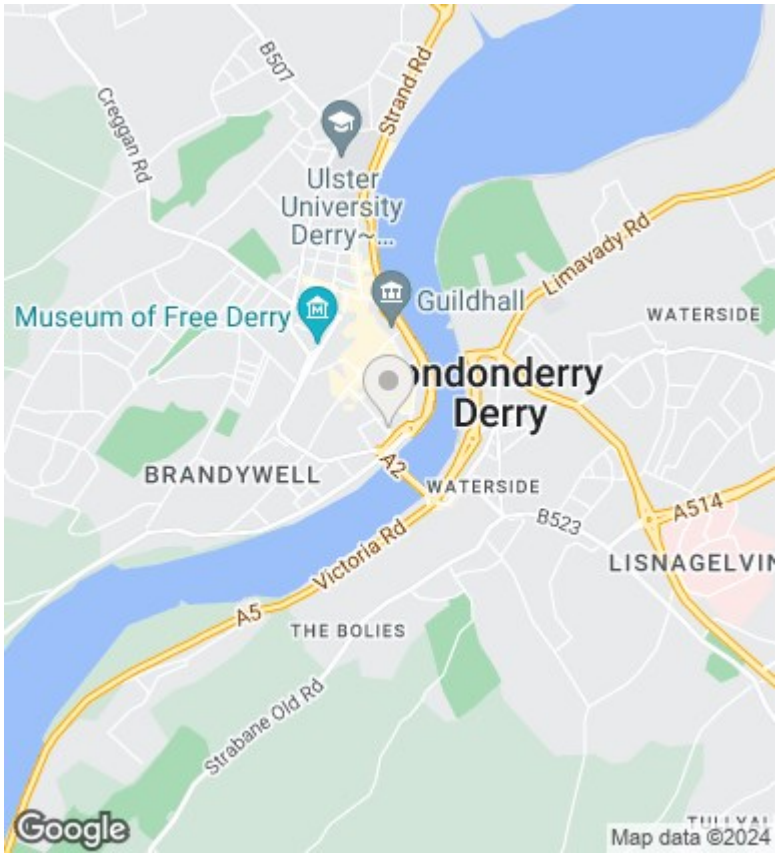 B507
Strand Rd
Creggan Rd
Ulster
University
Derry~...
Limavady Rd
Museum of Free Derry
Guildhall
WATERSIDE
ondonderry
Derry
A2
BRANDYWELL
WATERSIDE
A514
B523
Victoria Rd
LISNAGELVIN
A5
THE BOLIES
Strabane Old Rd
Google
TULLYAL
Map data ©2024